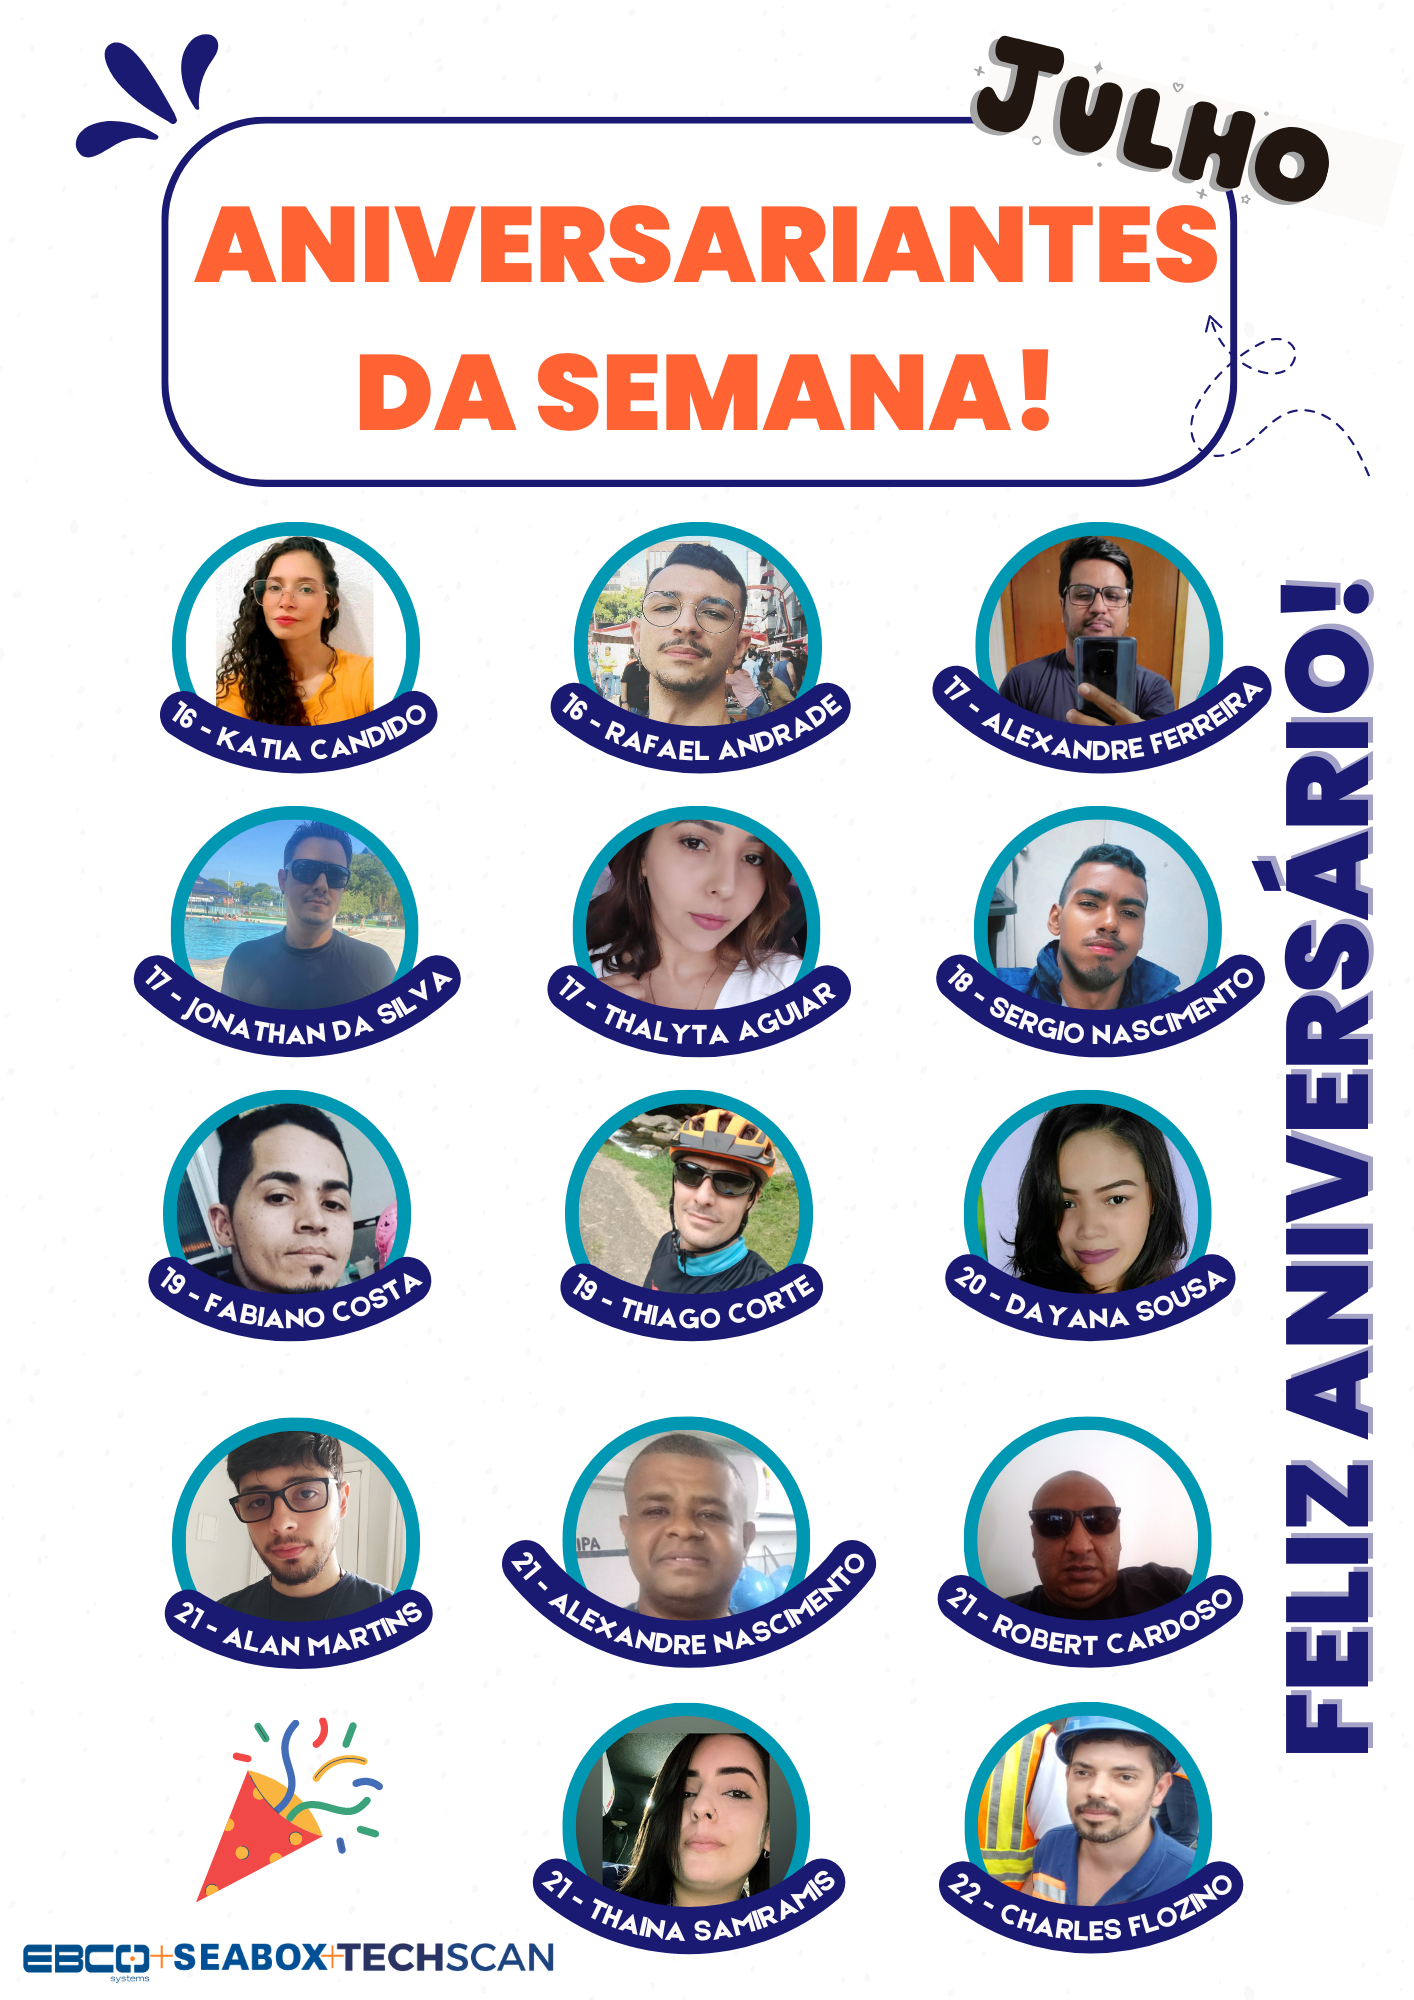 JULHO
ANIVERSARIANTES
DA SEMANA!
16 - KATIA CANDIDO
16 - RAFAEL ANDRADE
17 - ALEXANDRE FERREIRA
17 - JONATHAN DA SILVA
17 - THALYTA AGUIAR
18 - SERGIO NASCIMENTO
19 - FABIANO COSTA
19 - THIAGO CORTE
20 - DAYANA SOUSA
21 - ALAN MARTINS
IPA
21 - ALEXANDRE NASCIMENTO
21 - ROBERT CARDOSO
21 - THAINA SAMIRAMIS
22 - CHARLES FLOZINO
FELIZ ANIVERSÁRIO!
EBCO+SEABOX+TECHSCAN
systems